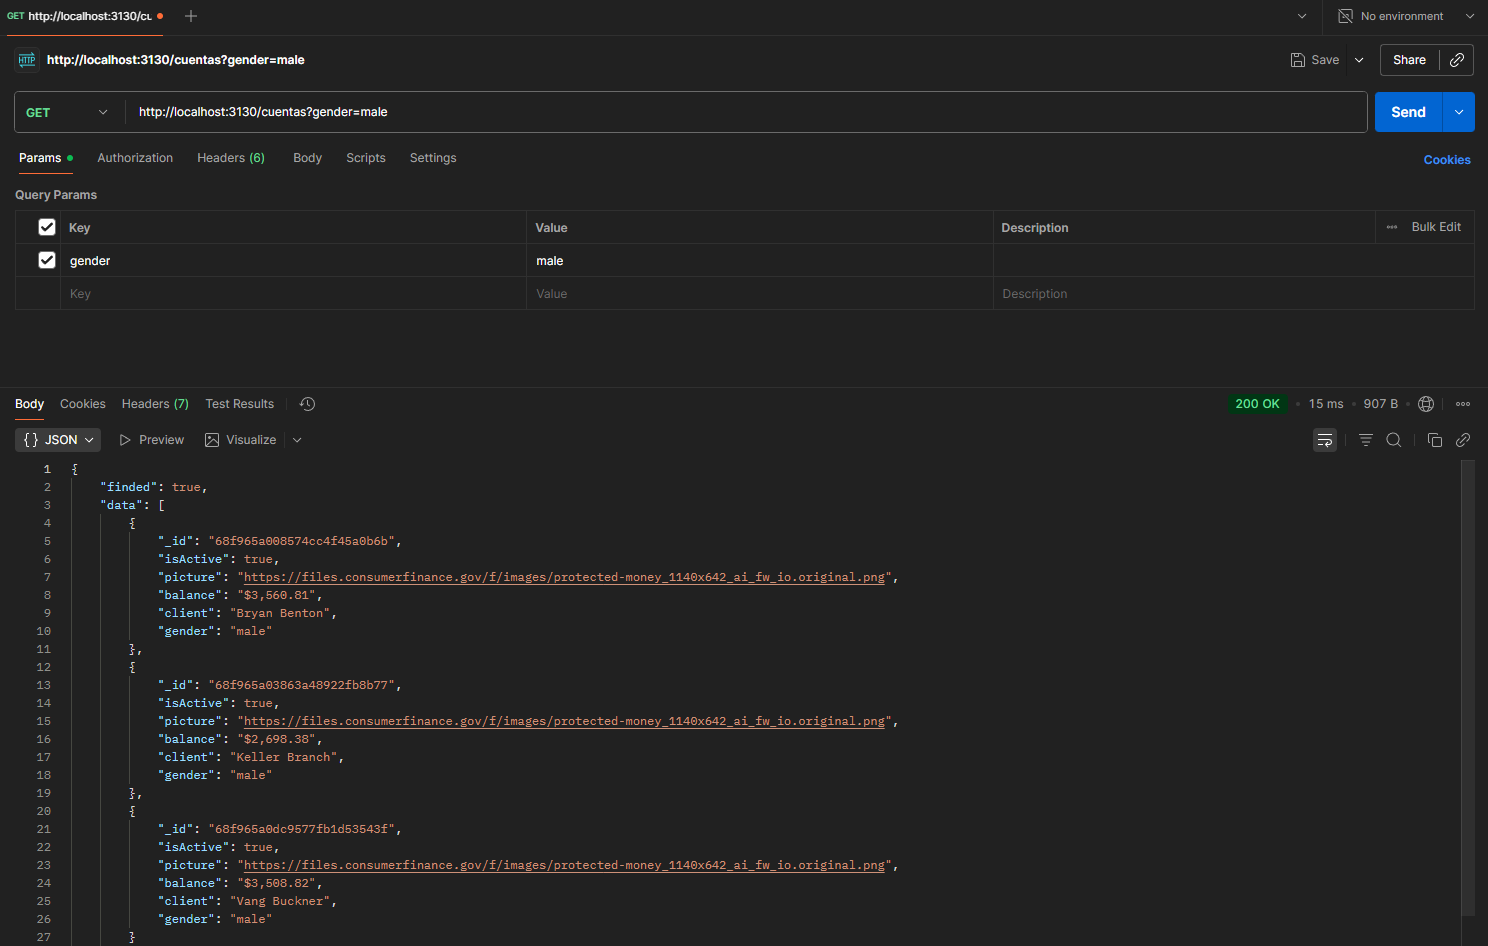 GET http://localhost:3130/cu
No environment
HTTP http://localhost:3130/cuentas?gender=male
Save
Share
GET http://localhost:3130/cuentas?gender=male
Send
Params Authorization Headers (6) Body Scripts Settings
Cookies
Query Params
Key Value Description Bulk Edit
gender male
Key Value Description
Body Cookies Headers (7) Test Results
200 OK • 15 ms • 907 B
{} JSON Preview Visualize
1 {
2 "finded": true,
3 "data": [
4 {
5 "_id": "68f965a008574cc4f45a0b6b",
6 "isActive": true,
7 "picture": "https://files.consumerfinance.gov/f/images/protected-money_1140x642_ai_fw_io.original.png",
8 "balance": "$3,560.81",
9 "client": "Bryan Benton",
10 "gender": "male"
11 },
12 {
13 "_id": "68f965a03863a48922fb8b77",
14 "isActive": true,
15 "picture": "https://files.consumerfinance.gov/f/images/protected-money_1140x642_ai_fw_io.original.png",
16 "balance": "$2,698.38",
17 "client": "Keller Branch",
18 "gender": "male"
19 },
20 {
21 "_id": "68f965a0dc9577fb1d53543f",
22 "isActive": true,
23 "picture": "https://files.consumerfinance.gov/f/images/protected-money_1140x642_ai_fw_io.original.png",
24 "balance": "$3,508.82",
25 "client": "Vang Buckner",
26 "gender": "male"
27 }